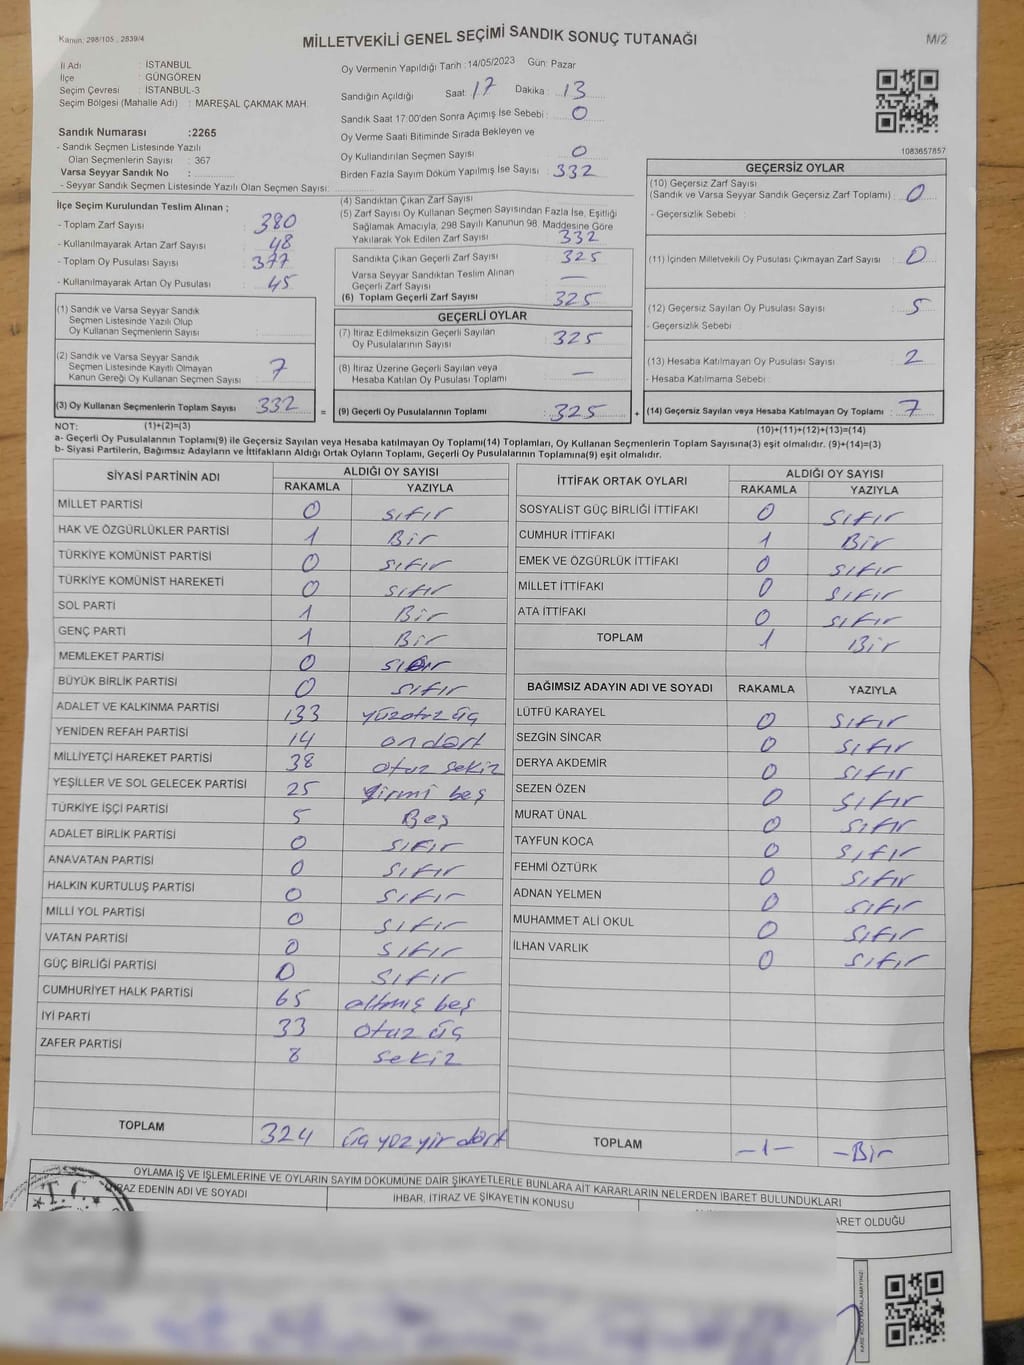 Kanun: 298/105 , 2839/4
MİLLETVEKİLİ GENEL SEÇİMİ SANDIK SONUÇ TUTANAĞI
M/2
İl Adı : İSTANBUL
İlçe : GÜNGÖREN
Seçim Çevresi : İSTANBUL-3
Seçim Bölgesi (Mahalle Adı) : MAREŞAL ÇAKMAK MAH.
Sandık Numarası :2265
- Sandık Seçmen Listesinde Yazılı
Olan Seçmenlerin Sayısı : 367
Varsa Seyyar Sandık No :
- Seyyar Sandık Seçmen Listesinde Yazılı Olan Seçmen Sayısı:
Oy Vermenin Yapıldığı Tarih : 14/05/2023 Gün: Pazar
Sandığın Açıldığı Saat: 17 Dakika : 13
Sandık Saat 17:00'den Sonra Açımış İse Sebebi : 0
Oy Verme Saati Bitiminde Sırada Bekleyen ve
Oy Kullandırılan Seçmen Sayısı 0
Birden Fazla Sayım Döküm Yapılmış İse Sayısı : 332
1083657857
İlçe Seçim Kurulundan Teslim Alınan ;
- Toplam Zarf Sayısı : 380
- Kullanılmayarak Artan Zarf Sayısı : 48
- Toplam Oy Pusulası Sayısı : 377
- Kullanılmayarak Artan Oy Pusulası : 45
(1) Sandık ve Varsa Seyyar Sandık
Seçmen Listesinde Yazılı Olup
Oy Kullanan Seçmenlerin Sayısı :
(2) Sandık ve Varsa Seyyar Sandık
Seçmen Listesinde Kayıtlı Olmayan
Kanun Gereği Oy Kullanan Seçmen Sayısı : 7
(3) Oy Kullanan Seçmenlerin Toplam Sayısı 332 =
(4) Sandıktan Çıkan Zarf Sayısı
(5) Zarf Sayısı Oy Kullanan Seçmen Sayısından Fazla İse, Eşitliği
Sağlamak Amacıyla, 298 Sayılı Kanunun 98. Maddesine Göre
Yakılarak Yok Edilen Zarf Sayısı 332
Sandıkta Çıkan Geçerli Zarf Sayısı : 325
Varsa Seyyar Sandıktan Teslim Alınan
Geçerli Zarf Sayısı : —
(6) Toplam Geçerli Zarf Sayısı : 325
GEÇERLİ OYLAR
(7) İtiraz Edilmeksizin Geçerli Sayılan
Oy Pusulalarının Sayısı : 325
(8) İtiraz Üzerine Geçerli Sayılan veya
Hesaba Katılan Oy Pusulası Toplamı : —
(9) Geçerli Oy Pusulalarının Toplamı : 325 +
GEÇERSİZ OYLAR
(10) Geçersiz Zarf Sayısı
(Sandık ve Varsa Seyyar Sandık Geçersiz Zarf Toplamı) : 0
- Geçersizlik Sebebi :
(11) İçinden Milletvekili Oy Pusulası Çıkmayan Zarf Sayısı : 0
(12) Geçersiz Sayılan Oy Pusulası Sayısı : 5
- Geçersizlik Sebebi :
(13) Hesaba Katılmayan Oy Pusulası Sayısı : 2
- Hesaba Katılmama Sebebi :
(14) Geçersiz Sayılan veya Hesaba Katılmayan Oy Toplamı : 7
(10)+(11)+(12)+(13)=(14)
NOT: (1)+(2)=(3)
a- Geçerli Oy Pusulalarının Toplamı(9) ile Geçersiz Sayılan veya Hesaba katılmayan Oy Toplamı(14) Toplamları, Oy Kullanan Seçmenlerin Toplam Sayısına(3) eşit olmalıdır. (9)+(14)=(3)
b- Siyasi Partilerin, Bağımsız Adayların ve İttifakların Aldığı Ortak Oyların Toplamı, Geçerli Oy Pusulalarının Toplamına(9) eşit olmalıdır.
SİYASİ PARTİNİN ADI ALDIĞI OY SAYISI
RAKAMLA YAZIYLA
MİLLET PARTİSİ 0 sıfır
HAK VE ÖZGÜRLÜKLER PARTİSİ 1 Bir
TÜRKİYE KOMÜNİST PARTİSİ 0 sıfır
TÜRKİYE KOMÜNİST HAREKETİ 0 sıfır
SOL PARTİ 1 Bir
GENÇ PARTİ 1 Bir
MEMLEKET PARTİSİ 0 sıfır
BÜYÜK BİRLİK PARTİSİ 0 sıfır
ADALET VE KALKINMA PARTİSİ 133 yüzotuz üç
YENİDEN REFAH PARTİSİ 14 ondört
MİLLİYETÇİ HAREKET PARTİSİ 38 otuz sekiz
YEŞİLLER VE SOL GELECEK PARTİSİ 25 yirmi beş
TÜRKİYE İŞÇİ PARTİSİ 5 Beş
ADALET BİRLİK PARTİSİ 0 sıfır
ANAVATAN PARTİSİ 0 sıfır
HALKIN KURTULUŞ PARTİSİ 0 sıfır
MİLLİ YOL PARTİSİ 0 sıfır
VATAN PARTİSİ 0 sıfır
GÜÇ BİRLİĞİ PARTİSİ 0 sıfır
CUMHURİYET HALK PARTİSİ 65 altmış beş
İYİ PARTİ 33 otuz üç
ZAFER PARTİSİ 8 sekiz
TOPLAM 324 üçyüzyir dört
İTTİFAK ORTAK OYLARI ALDIĞI OY SAYISI
RAKAMLA YAZIYLA
SOSYALİST GÜÇ BİRLİĞİ İTTİFAKI 0 sıfır
CUMHUR İTTİFAKI 1 Bir
EMEK VE ÖZGÜRLÜK İTTİFAKI 0 sıfır
MİLLET İTTİFAKI 0 sıfır
ATA İTTİFAKI 0 sıfır
TOPLAM 1 Bir
BAĞIMSIZ ADAYIN ADI VE SOYADI RAKAMLA YAZIYLA
LÜTFÜ KARAYEL 0 sıfır
SEZGİN SİNCAR 0 sıfır
DERYA AKDEMİR 0 sıfır
SEZEN ÖZEN 0 sıfır
MURAT ÜNAL 0 sıfır
TAYFUN KOCA 0 sıfır
FEHMİ ÖZTÜRK 0 sıfır
ADNAN YELMEN 0 sıfır
MUHAMMET ALİ OKUL 0 sıfır
İLHAN VARLIK 0 sıfır
TOPLAM -1- -Bir
OYLAMA İŞ VE İŞLEMLERİNE VE OYLARIN SAYIM DÖKÜMÜNE DAİR ŞİKAYETLERLE BUNLARA AİT KARARLARIN NELERDEN İBARET BULUNDUKLARI
EDENİN ADI VE SOYADI İHBAR, İTİRAZ VE ŞİKAYETİN KONUSU OLDUĞU
T.C.